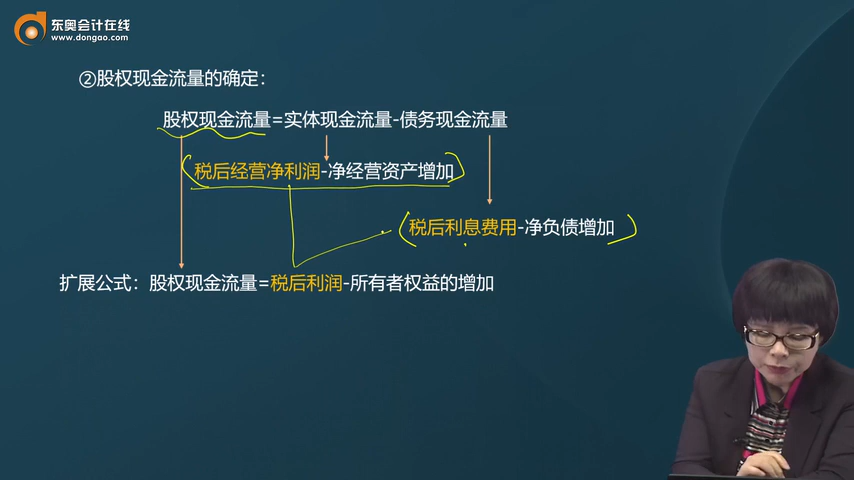 东奥会计在线
www.dongao.com
②股权现金流量的确定：
股权现金流量=实体现金流量-债务现金流量
税后经营净利润-净经营资产增加
税后利息费用-净负债增加
扩展公式：股权现金流量=税后利润-所有者权益的增加